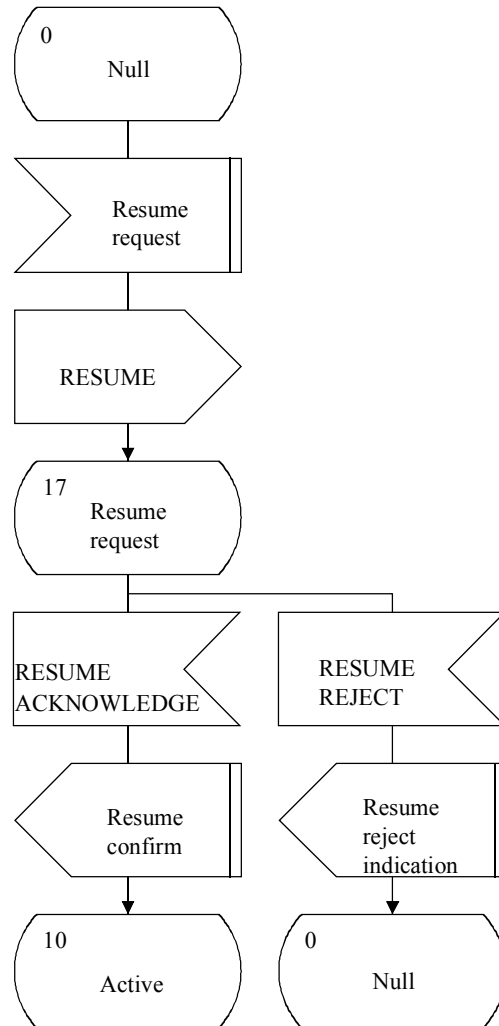 0
Null
Resume
request
RESUME
17
Resume
request
RESUME
ACKNOWLEDGE
RESUME
REJECT
Resume
confirm
Resume
reject
indication
10
Active
0
Null